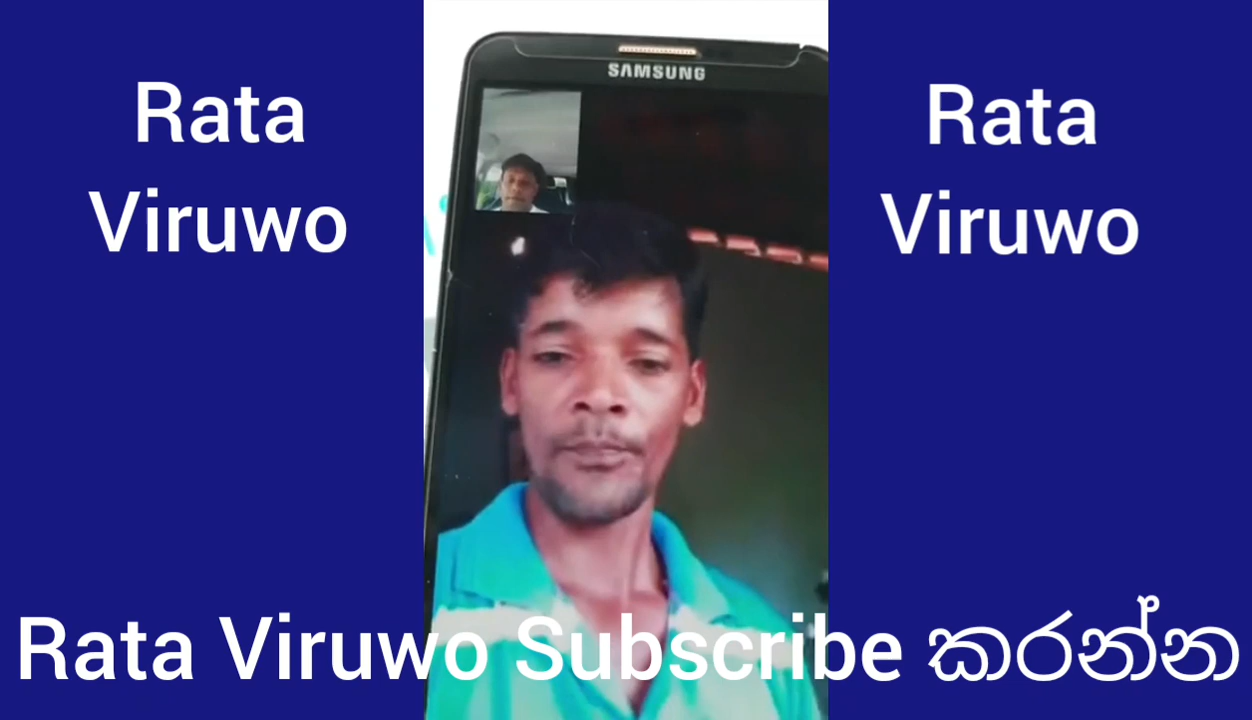 Rata
Viruwo
SAMSUNG
Rata
Viruwo
Rata Viruwo Subscribe කරන්න